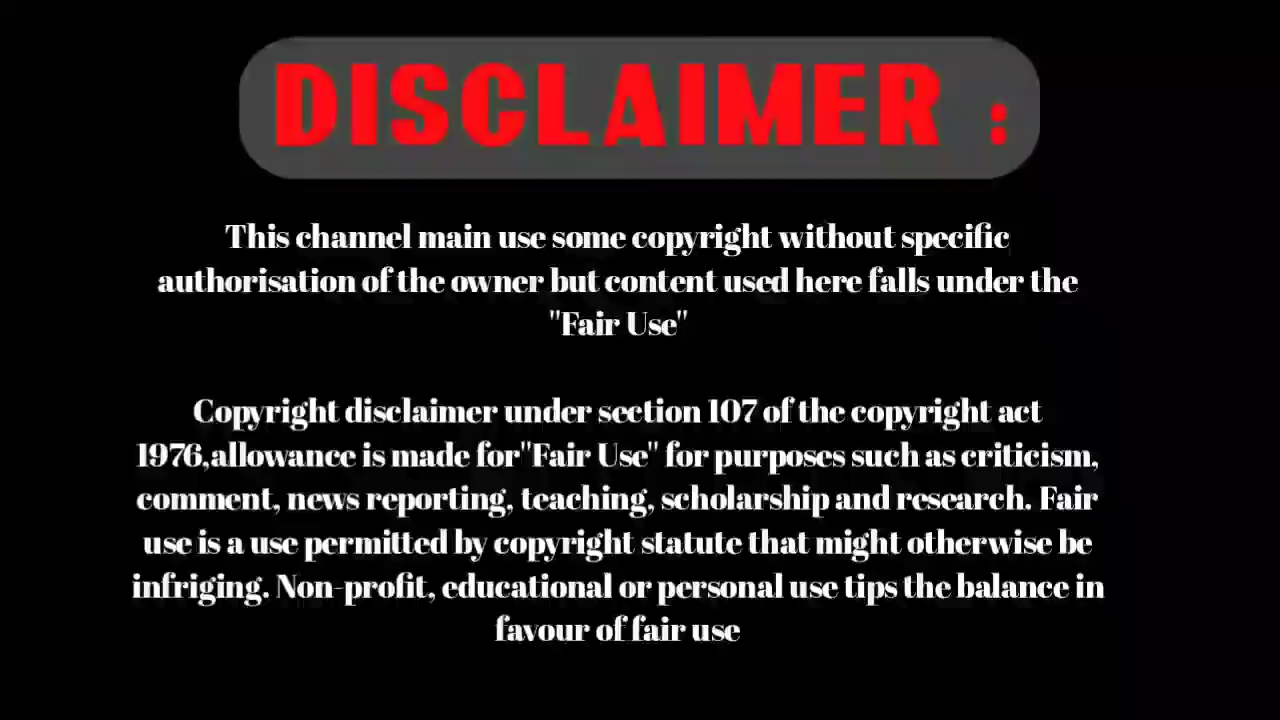 DISCLAIMER :
This channel main use some copyright without specific
authorisation of the owner but content used here falls under the
"Fair Use"
Copyright disclaimer under section 107 of the copyright act
1976,allowance is made for"Fair Use" for purposes such as criticism,
comment, news reporting, teaching, scholarship and research. Fair
use is a use permitted by copyright statute that might otherwise be
infriging. Non-profit, educational or personal use tips the balance in
favour of fair use